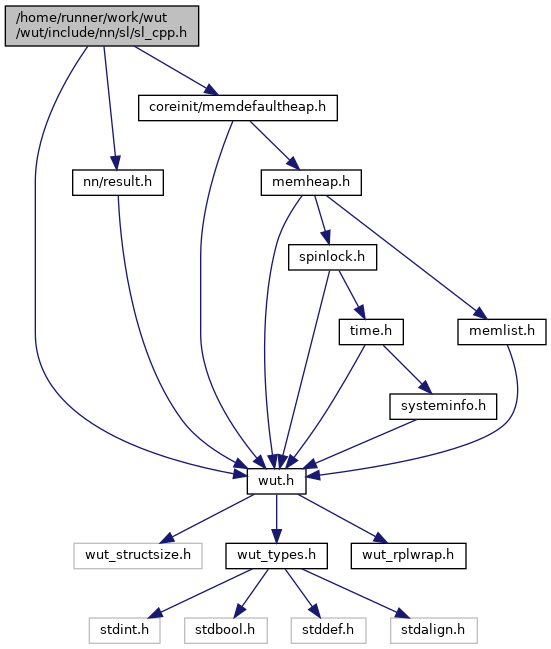 /home/runner/work/wut
/wut/include/nn/sl/sl_cpp.h
coreinit/memdefaultheap.h
nn/result.h
memheap.h
spinlock.h
time.h
memlist.h
systeminfo.h
wut.h
wut_structsize.h
wut_types.h
wut_rplwrap.h
stdint.h
stdbool.h
stddef.h
stdalign.h